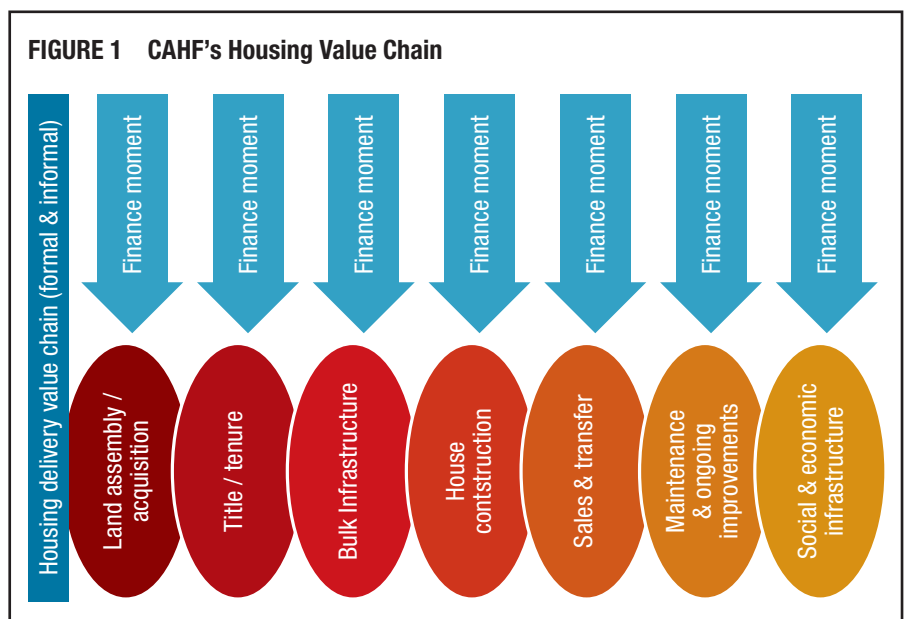 FIGURE 1 CAHF's Housing Value Chain
Housing delivery value chain (formal & informal)
Finance moment
Finance moment
Finance moment
Finance moment
Finance moment
Finance moment
Finance moment
Land assembly /
acquisition
Title / tenure
Bulk Infrastructure
House
contstruction
Sales & transfer
Maintenance
& ongoing
improvements
Social & economic
infrastructure